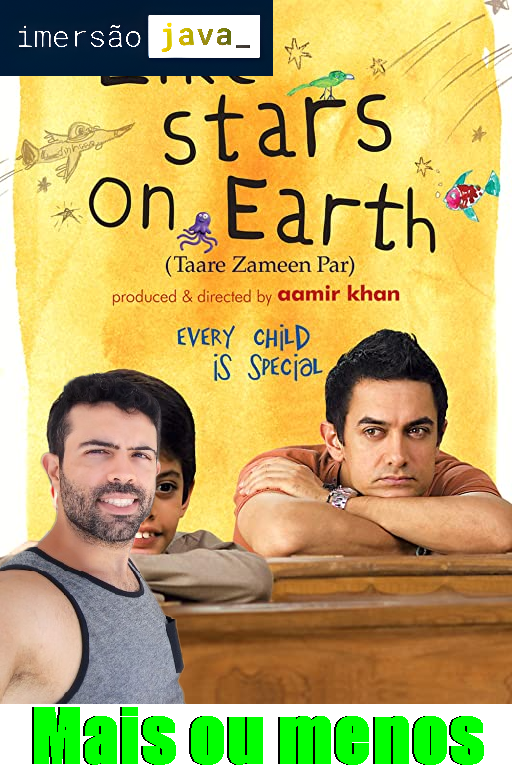 imersão java_
stars
on Earth
(Taare Zameen Par)
produced & directed by aamir khan
EVERY CHILD
iS SPECiAL
Mais ou menos